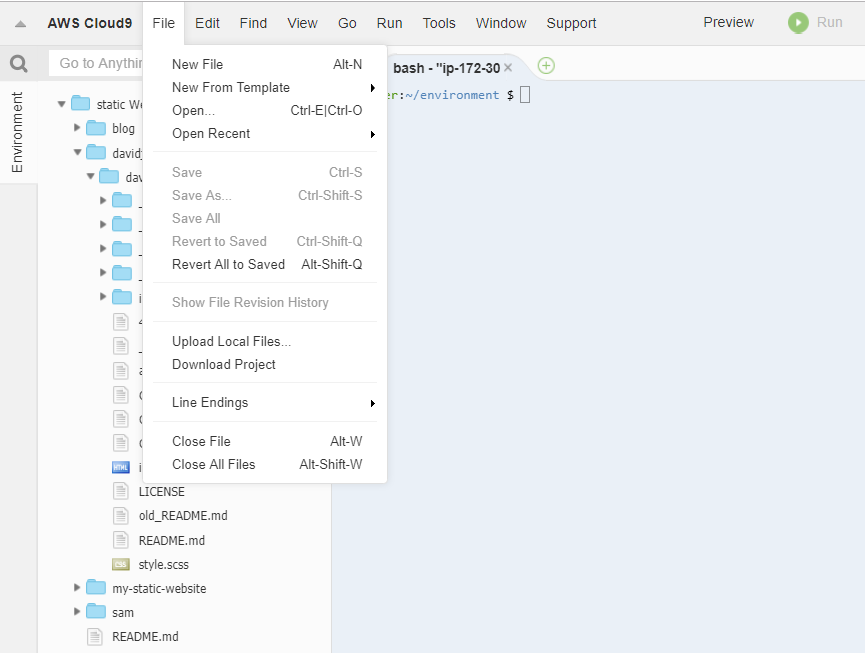 AWS Cloud9 File Edit Find View Go Run Tools Window Support Preview Run
Go to Anythin
bash - "ip-172-30
er:~/environment $
Environment
New File Alt-N
New From Template
Open... Ctrl-E|Ctrl-O
Open Recent
Save Ctrl-S
Save As... Ctrl-Shift-S
Save All
Revert to Saved Ctrl-Shift-Q
Revert All to Saved Alt-Shift-Q
Show File Revision History
Upload Local Files...
Download Project
Line Endings
Close File Alt-W
Close All Files Alt-Shift-W
static We
blog
david
dav
HTML
LICENSE
old_README.md
README.md
CSS style.scss
my-static-website
sam
README.md